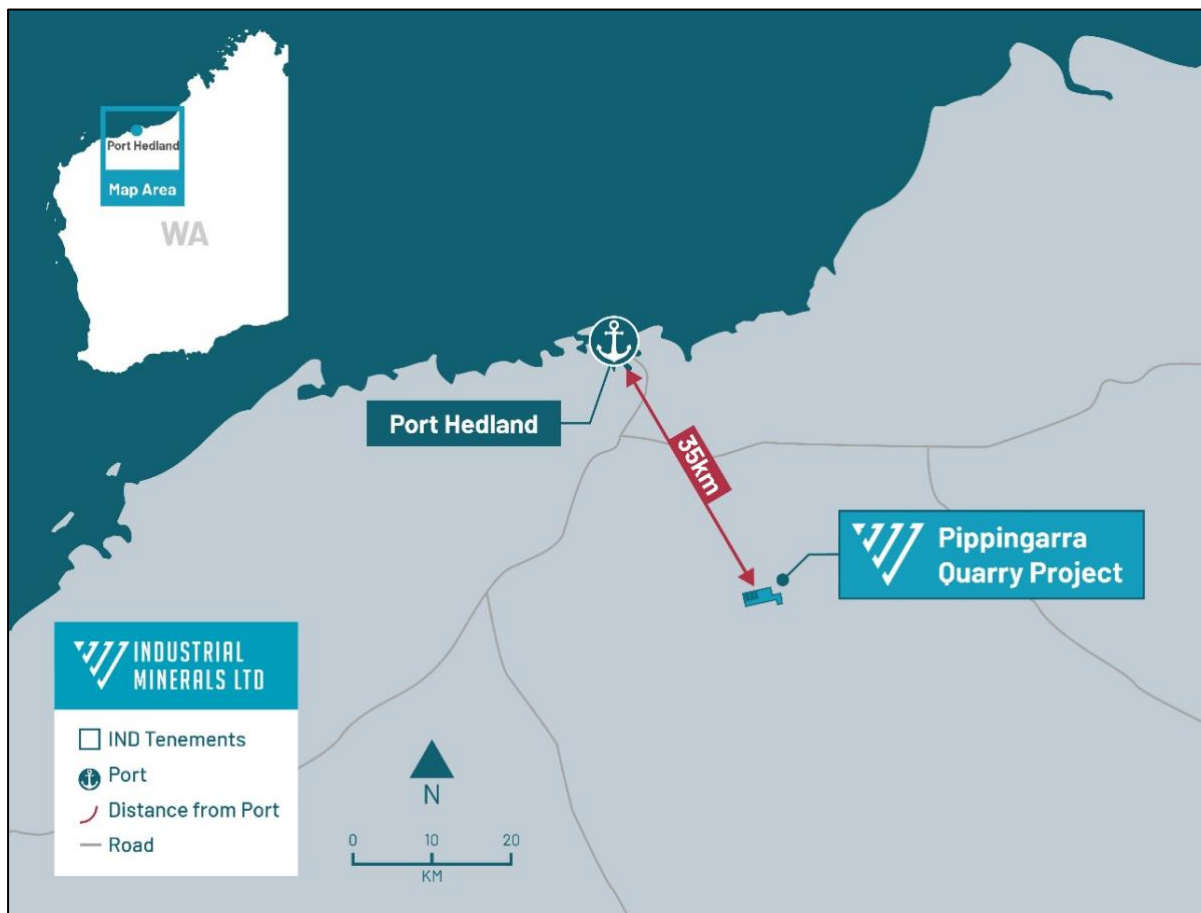 Port Hedland
Map Area
WA
Port Hedland
35km
Pippingarra
Quarry Project
INDUSTRIAL
MINERALS LTD
IND Tenements
Port
Distance from Port
Road
N
0 10 20
KM